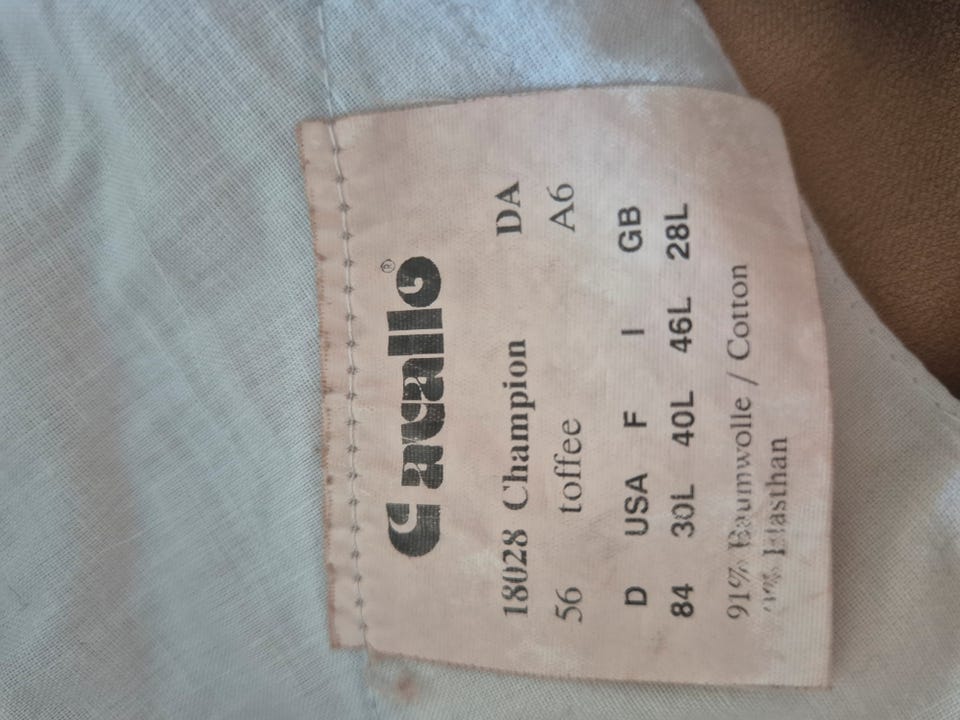 Cavallo®
18028 Champion DA
56 toffee A6
D USA F I GB
84 30L 40L 46L 28L
91% Baumwolle / Cotton
Elasthan